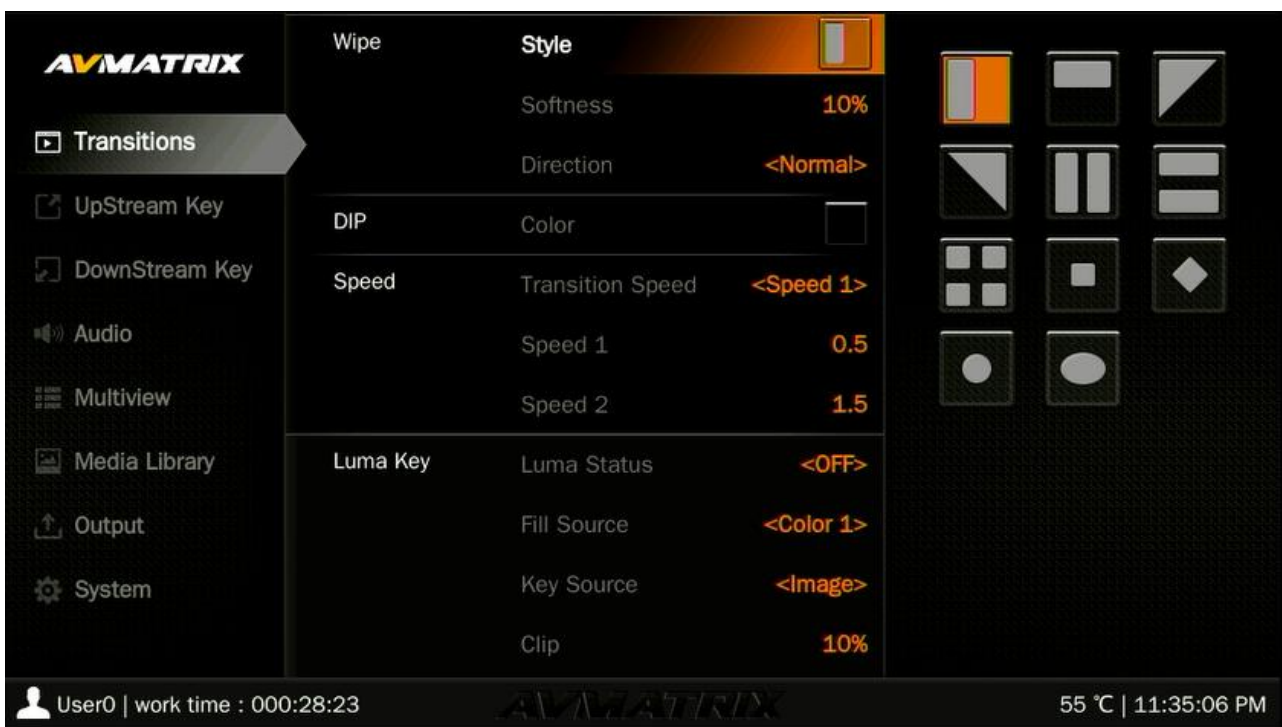 AVMATRIX
Transitions
UpStream Key
DownStream Key
Audio
Multiview
Media Library
Output
System
Wipe Style
Softness 10%
Direction <Normal>
DIP Color
Speed Transition Speed <Speed 1>
Speed 1 0.5
Speed 2 1.5
Luma Key Luma Status <OFF>
Fill Source <Color 1>
Key Source <Image>
Clip 10%
User0 | work time : 000:28:23 AVMATRIX 55 ℃ | 11:35:06 PM